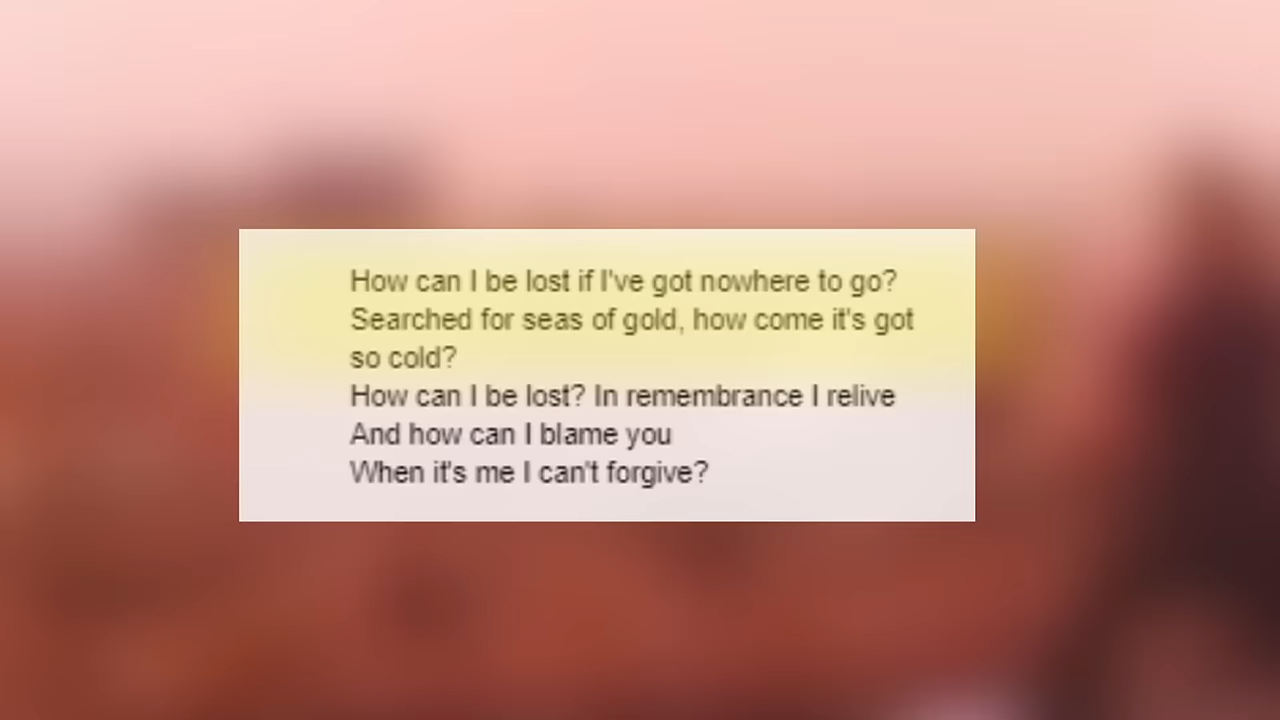 How can I be lost if I've got nowhere to go?
Searched for seas of gold, how come it's got
so cold?
How can I be lost? In remembrance I relive
And how can I blame you
When it's me I can't forgive?